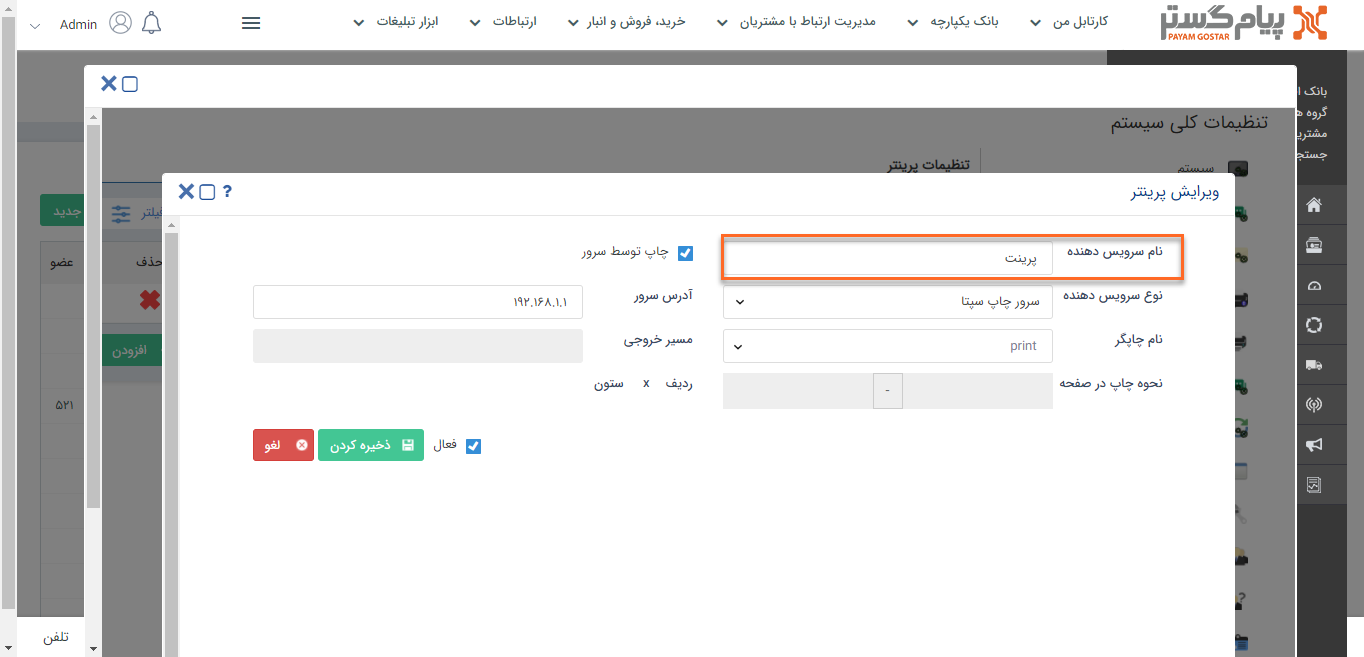 پیام گستر
PAYAM GOSTAR
کارتابل من
بانک یکپارچه
مدیریت ارتباط با مشتریان
خرید، فروش و انبار
ارتباطات
ابزار تبلیغات
Admin
بانک ا
گروه ه
مشتری
جستج
تنظیمات کلی سیستم
سیستم
تنظیمات پرینتر
جدید
فیلتر
حذف
عضو
افزودن
۵۲۱
تلفن
ویرایش پرینتر
?
نام سرویس دهنده
پرینت
چاپ توسط سرور
نوع سرویس دهنده
سرور چاپ سپتا
آدرس سرور
۱۹۲.۱۶۸.۱.۱
نام چاپگر
print
مسیر خروجی
نحوه چاپ در صفحه
-
ردیف x ستون
فعال
ذخیره کردن
لغو